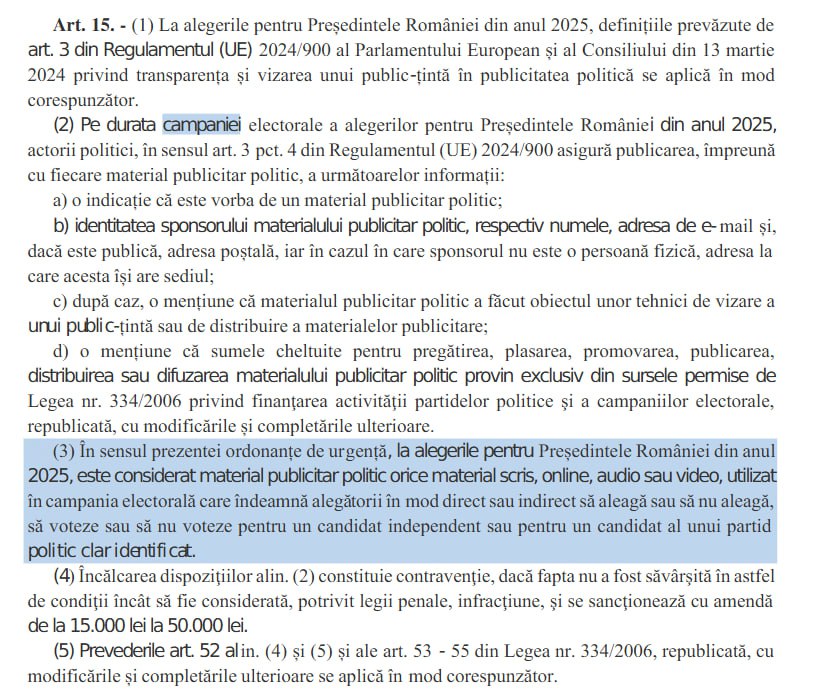 Art. 15. - (1) La alegerile pentru Președintele României din anul 2025, definițiile prevăzute de
art. 3 din Regulamentul (UE) 2024/900 al Parlamentului European și al Consiliului din 13 martie
2024 privind transparența și vizarea unui public-țintă în publicitatea politică se aplică în mod
corespunzător.
(2) Pe durata campaniei electorale a alegerilor pentru Președintele României din anul 2025,
actorii politici, în sensul art. 3 pct. 4 din Regulamentul (UE) 2024/900 asigură publicarea, împreună
cu fiecare material publicitar politic, a următoarelor informații:
a) o indicație că este vorba de un material publicitar politic;
b) identitatea sponsorului materialului publicitar politic, respectiv numele, adresa de e-mail și,
dacă este publică, adresa poștală, iar în cazul în care sponsorul nu este o persoană fizică, adresa la
care acesta își are sediul;
c) după caz, o mențiune că materialul publicitar politic a făcut obiectul unor tehnici de vizare a
unui public-țintă sau de distribuire a materialelor publicitare;
d) o mențiune că sumele cheltuite pentru pregătirea, plasarea, promovarea, publicarea,
distribuirea sau difuzarea materialului publicitar politic provin exclusiv din sursele permise de
Legea nr. 334/2006 privind finanţarea activităţii partidelor politice şi a campaniilor electorale,
republicată, cu modificările și completările ulterioare.
(3) În sensul prezentei ordonanțe de urgență, la alegerile pentru Președintele României din anul
2025, este considerat material publicitar politic orice material scris, online, audio sau video, utilizat
în campania electorală care îndeamnă alegătorii în mod direct sau indirect să aleagă sau să nu aleagă,
să voteze sau să nu voteze pentru un candidat independent sau pentru un candidat al unui partid
politic clar identificat.
(4) Încălcarea dispoziţiilor alin. (2) constituie contravenţie, dacă fapta nu a fost săvârşită în astfel
de condiţii încât să fie considerată, potrivit legii penale, infracţiune, şi se sancţionează cu amendă
de la 15.000 lei la 50.000 lei.
(5) Prevederile art. 52 alin. (4) și (5) și ale art. 53 - 55 din Legea nr. 334/2006, republicată, cu
modificările și completările ulterioare se aplică în mod corespunzător.